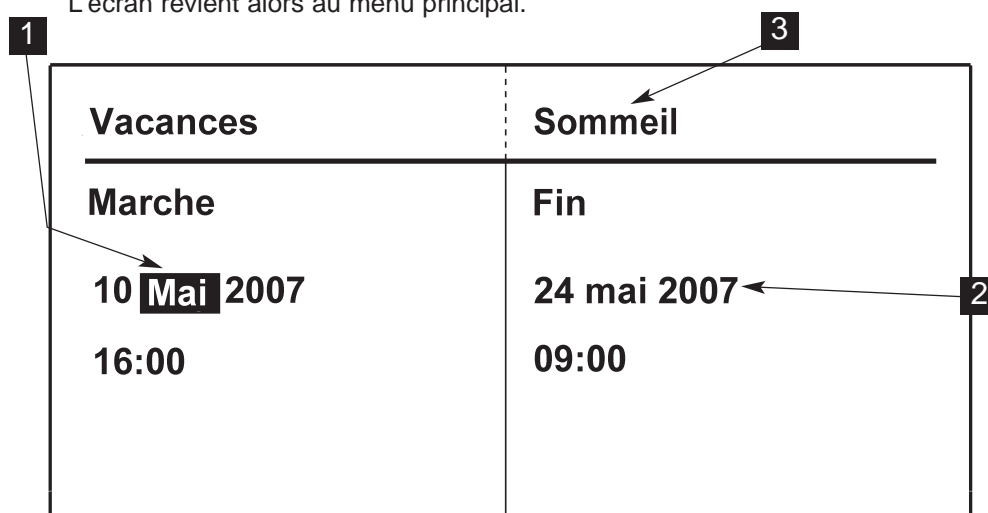 L'écran revient alors au menu principal.
1
3
Vacances Sommeil
Marche Fin
10 Mai 2007 24 mai 2007
2
16:00 09:00